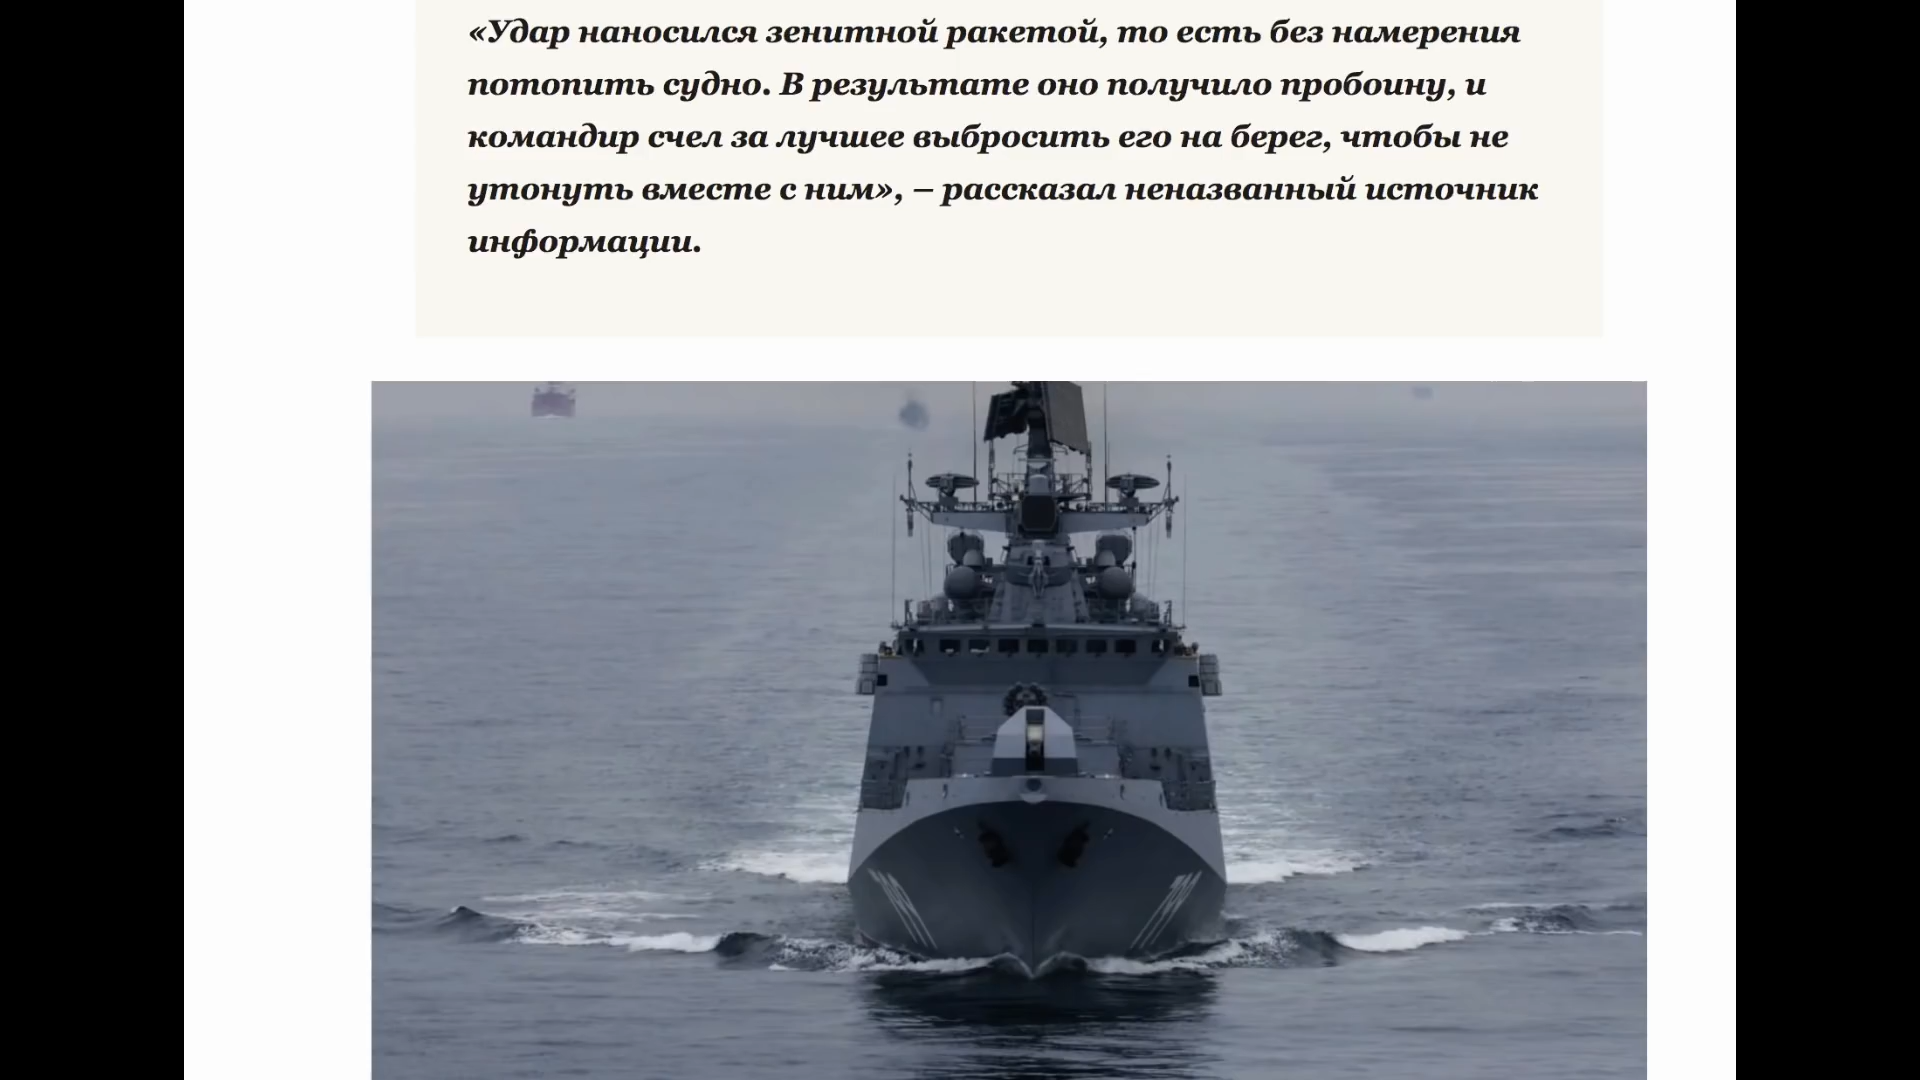 «Удар наносился зенитной ракетой, то есть без намерения
потопить судно. В результате оно получило пробоину, и
командир счел за лучшее выбросить его на берег, чтобы не
утонуть вместе с ним», – рассказал неназванный источник
информации.